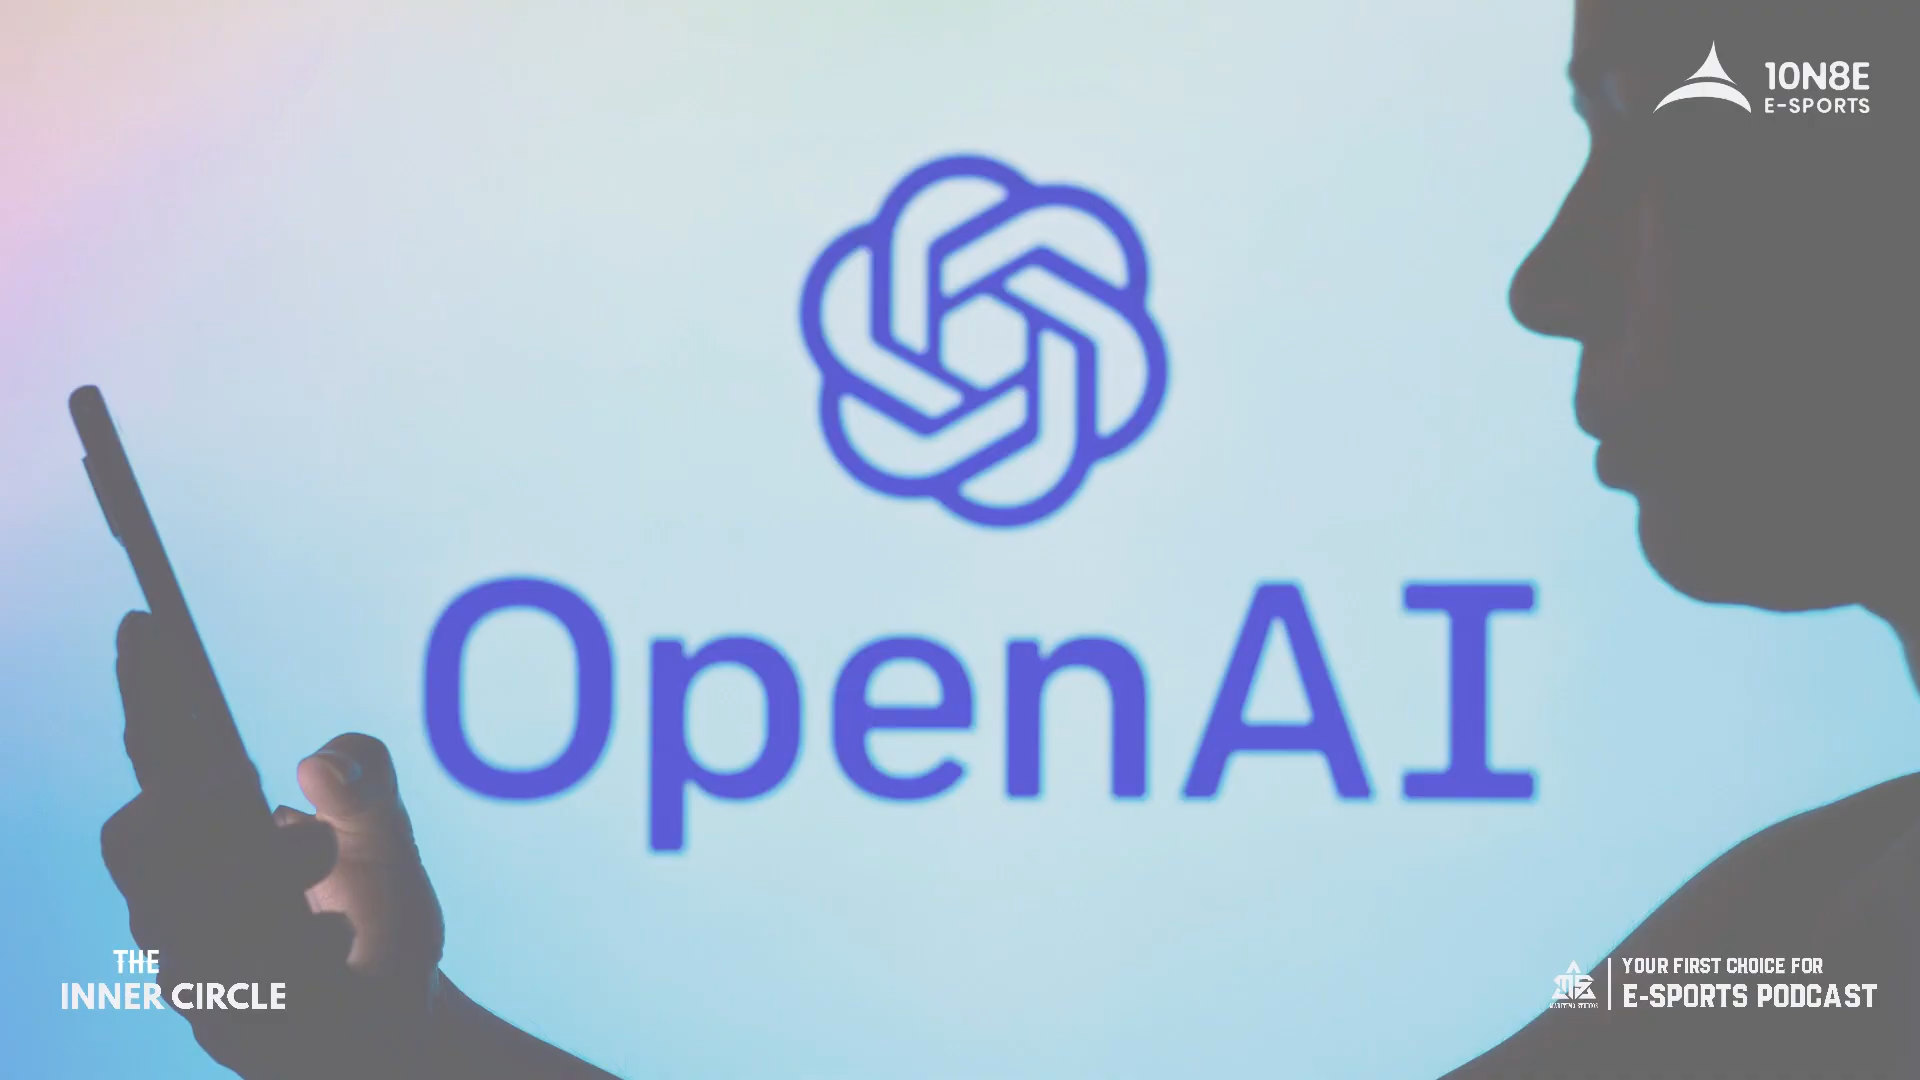 10N8E
E-SPORTS
OpenAI
THE
INNER CIRCLE
YOUR FIRST CHOICE FOR
E-SPORTS PODCAST